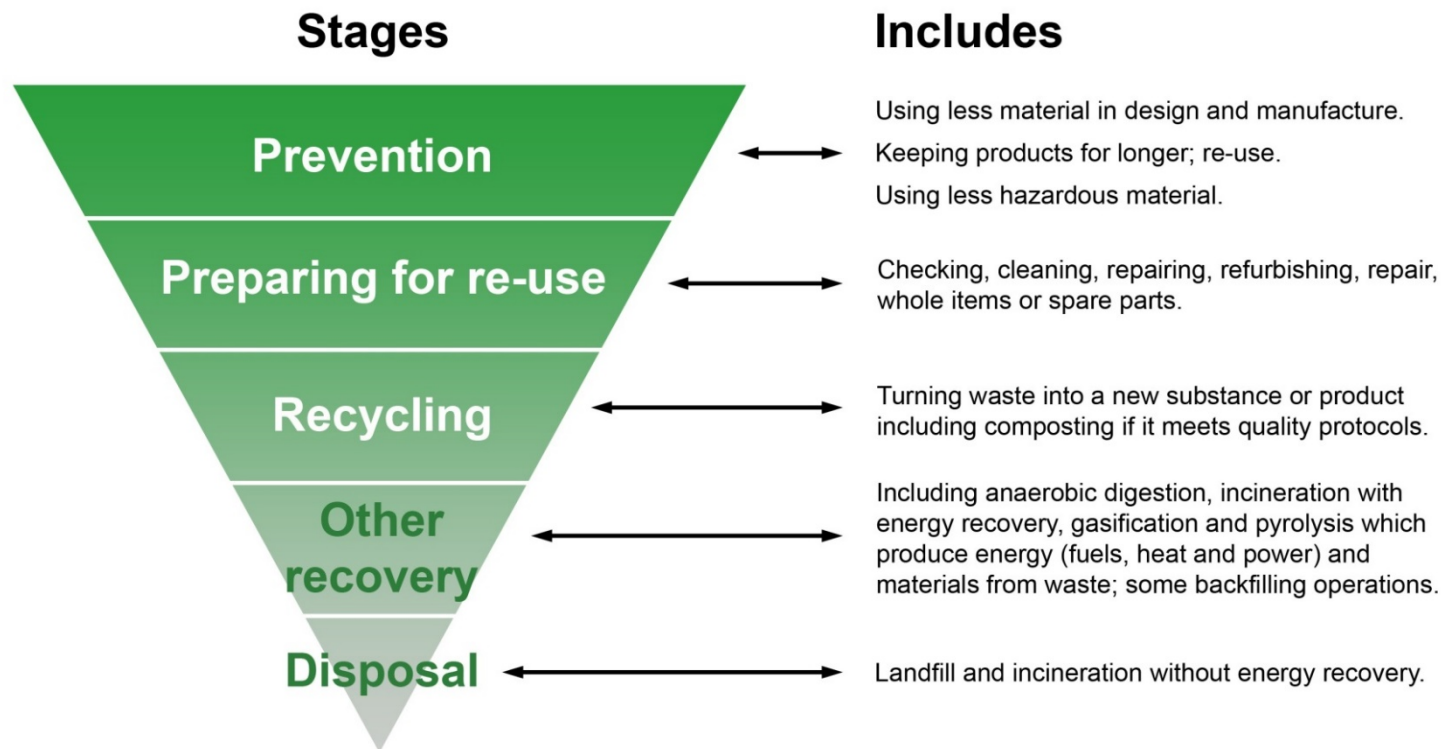 Stages
Includes
Prevention
Using less material in design and manufacture.
Keeping products for longer; re-use.
Using less hazardous material.
Preparing for re-use
Checking, cleaning, repairing, refurbishing, repair,
whole items or spare parts.
Recycling
Turning waste into a new substance or product
including composting if it meets quality protocols.
Other
recovery
Including anaerobic digestion, incineration with
energy recovery, gasification and pyrolysis which
produce energy (fuels, heat and power) and
materials from waste; some backfilling operations.
Disposal
Landfill and incineration without energy recovery.